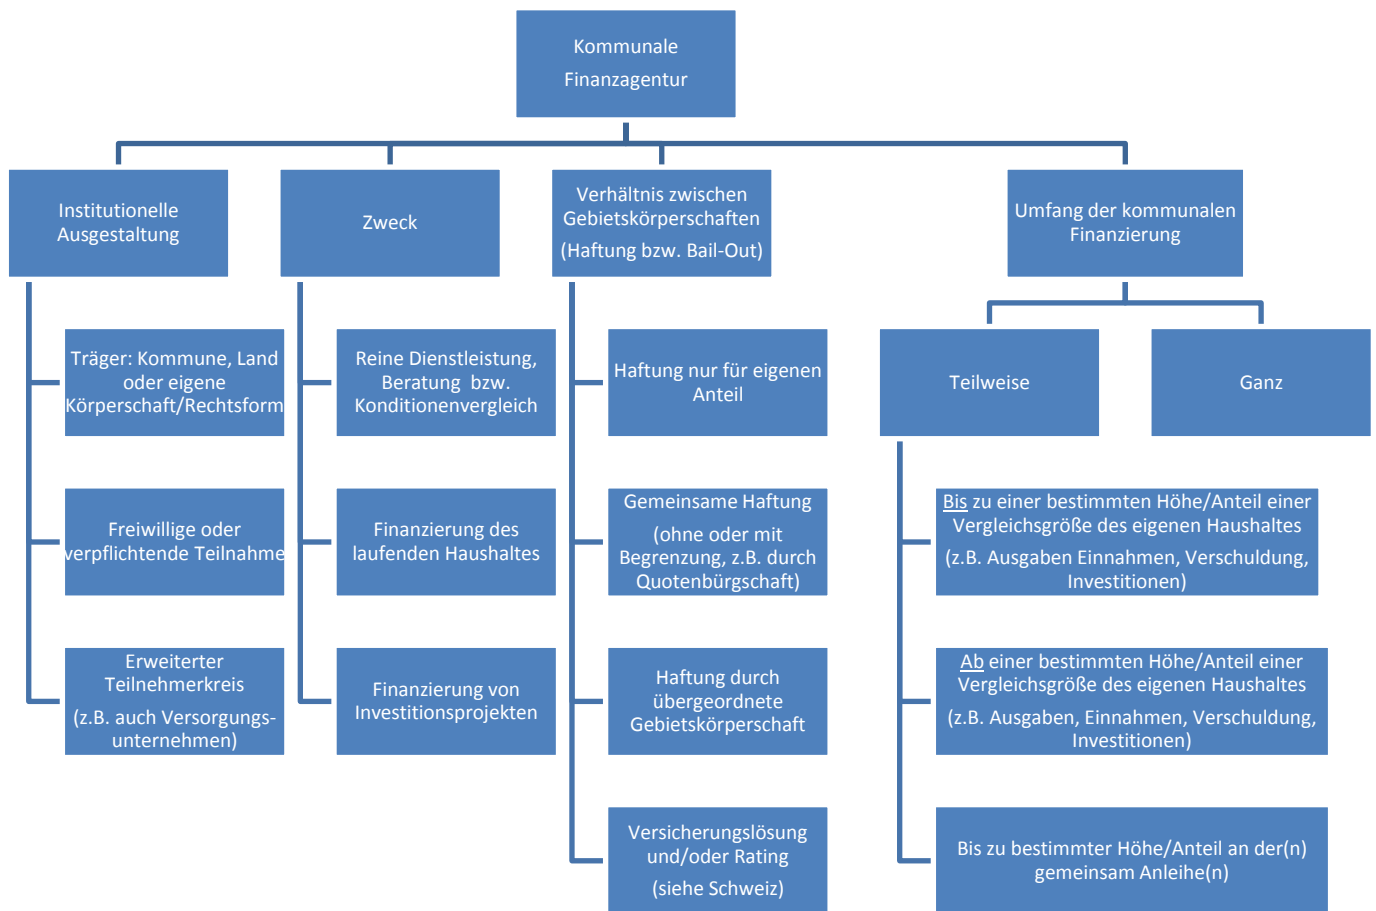 Kommunale
Finanzagentur
Institutionelle
Ausgestaltung
Träger: Kommune, Land
oder eigene
Körperschaft/Rechtsform
Freiwillige oder
verpflichtende Teilnahme
Erweiterter
Teilnehmerkreis
(z.B. auch Versorgungs-
unternehmen)
Zweck
Reine Dienstleistung,
Beratung bzw.
Konditionenvergleich
Finanzierung des
laufenden Haushaltes
Finanzierung von
Investitionsprojekten
Verhältnis zwischen
Gebietskörperschaften
(Haftung bzw. Bail-Out)
Haftung nur für eigenen
Anteil
Gemeinsame Haftung
(ohne oder mit
Begrenzung, z.B. durch
Quotenbürgschaft)
Haftung durch
übergeordnete
Gebietskörperschaft
Versicherungslösung
und/oder Rating
(siehe Schweiz)
Umfang der kommunalen
Finanzierung
Teilweise
Ganz
Bis zu einer bestimmten Höhe/Anteil einer
Vergleichsgröße des eigenen Haushaltes
(z.B. Ausgaben Einnahmen, Verschuldung,
Investitionen)
Ab einer bestimmten Höhe/Anteil einer
Vergleichsgröße des eigenen Haushaltes
(z.B. Ausgaben, Einnahmen, Verschuldung,
Investitionen)
Bis zu bestimmter Höhe/Anteil an der(n)
gemeinsam Anleihe(n)